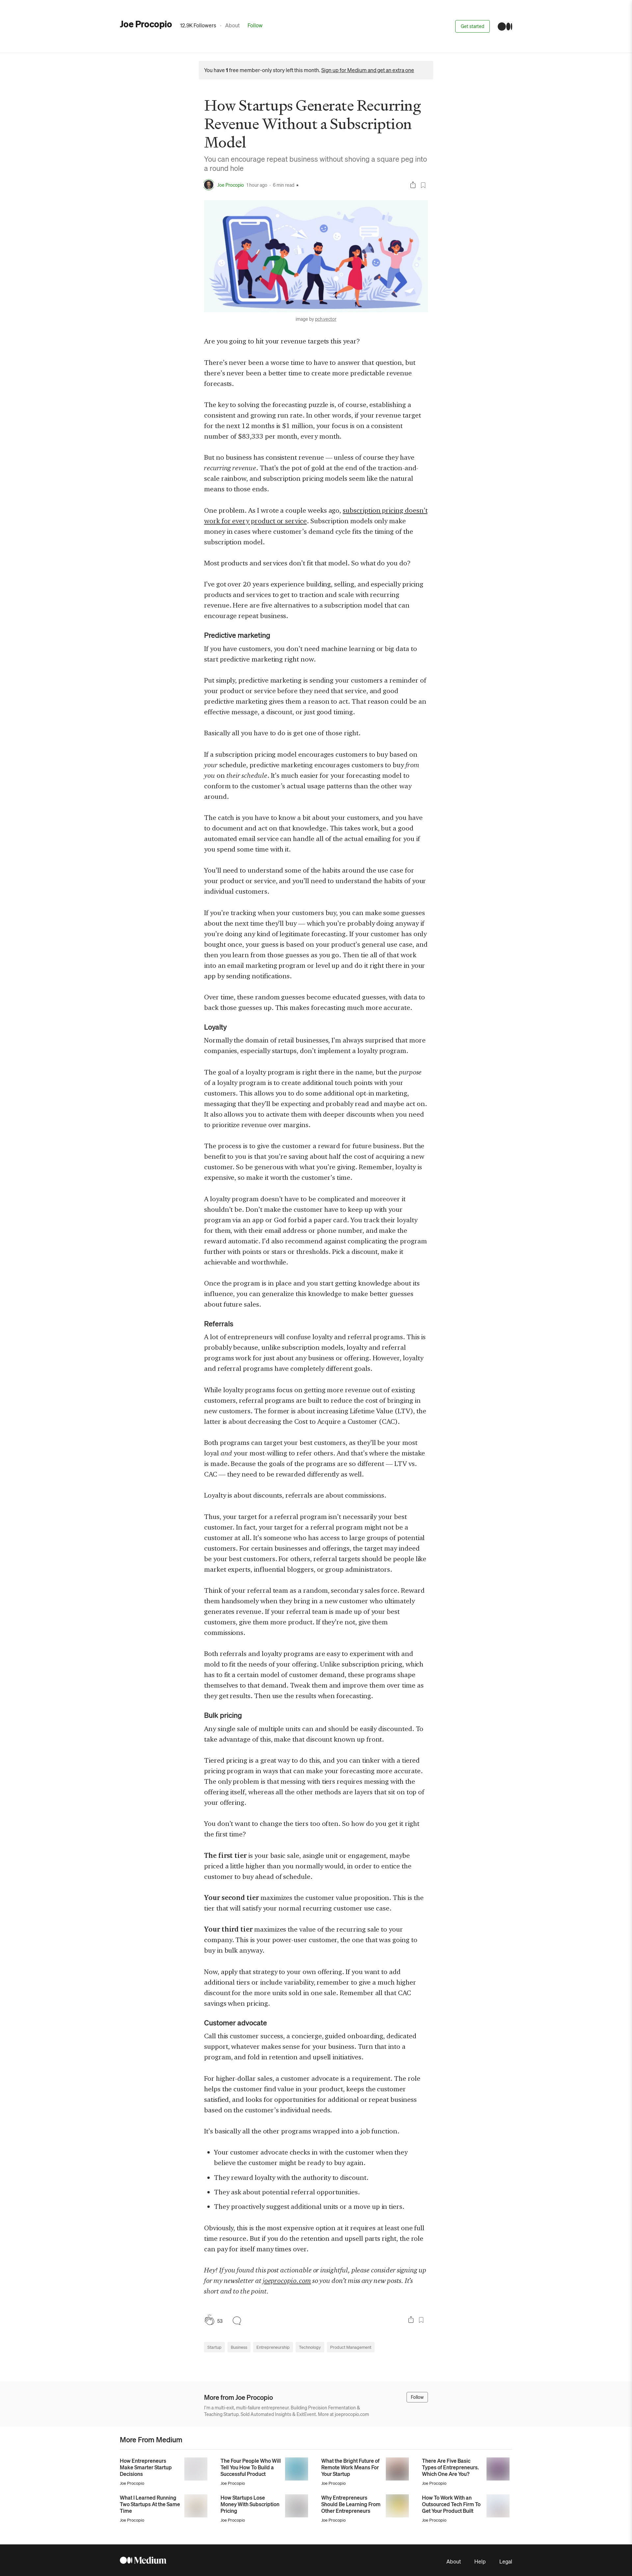 Joe Procopio 12.9K Followers · About Follow Get started
You have 1 free member-only story left this month. Sign up for Medium and get an extra one
How Startups Generate Recurring
Revenue Without a Subscription
Model
You can encourage repeat business without shoving a square peg into
a round hole
Joe Procopio 1 hour ago · 6 min read
image by pch.vector
Are you going to hit your revenue targets this year?
There's never been a worse time to have to answer that question, but
there's never been a better time to create more predictable revenue
forecasts.
The key to solving the forecasting puzzle is, of course, establishing a
consistent and growing run rate. In other words, if your revenue target
for the next 12 months is $1 million, your focus is on a consistent
number of $83,333 per month, every month.
But no business has consistent revenue — unless of course they have
recurring revenue. That's the pot of gold at the end of the traction-and-
scale rainbow, and subscription pricing models seem like the natural
means to those ends.
One problem. As I wrote a couple weeks ago, subscription pricing doesn't
work for every product or service. Subscription models only make
money in cases where customer's demand cycle fits the timing of the
subscription model.
Most products and services don't fit that model. So what do you do?
I've got over 20 years experience building, selling, and especially pricing
products and services to get to traction and scale with recurring
revenue. Here are five alternatives to a subscription model that can
encourage repeat business.
Predictive marketing
If you have customers, you don't need machine learning or big data to
start predictive marketing right now.
Put simply, predictive marketing is sending your customers a reminder of
your product or service before they need that service, and good
predictive marketing gives them a reason to act. That reason could be an
effective message, a discount, or just good timing.
Basically all you have to do is get one of those right.
If a subscription pricing model encourages customers to buy based on
your schedule, predictive marketing encourages customers to buy from
you on their schedule. It's much easier for your forecasting model to
conform to the customer's actual usage patterns than the other way
around.
The catch is you have to know a bit about your customers, and you have
to document and act on that knowledge. This takes work, but a good
automated email service can handle all of the actual emailing for you if
you spend some time with it.
You'll need to understand some of the habits around the use case for
your product or service, and you'll need to understand the habits of your
individual customers.
If you're tracking when your customers buy, you can make some guesses
about the next time they'll buy — which you're probably doing anyway if
you're doing any kind of legitimate forecasting. If your customer has only
bought once, your guess is based on your product's general use case, and
then you learn from those guesses as you go. Then tie all of that work
into an email marketing program or level up and do it right there in your
app by sending notifications.
Over time, these random guesses become educated guesses, with data to
back those guesses up. This makes forecasting much more accurate.
Loyalty
Normally the domain of retail businesses, I'm always surprised that more
companies, especially startups, don't implement a loyalty program.
The goal of a loyalty program is right there in the name, but the purpose
of a loyalty program is to create additional touch points with your
customers. This allows you to do some additional opt-in marketing,
messaging that they'll be expecting and probably read and maybe act on.
It also allows you to activate them with deeper discounts when you need
to prioritize revenue over margins.
The process is to give the customer a reward for future business. But the
benefit to you is that you're saving about half the cost of acquiring a new
customer. So be generous with what you're giving. Remember, loyalty is
expensive, so make it worth the customer's time.
A loyalty program doesn't have to be complicated and moreover it
shouldn't be. Don't make the customer have to keep up with your
program via an app or God forbid a paper card. You track their loyalty
for them, with their email address or phone number, and make the
reward automatic. I'd also recommend against complicating the program
further with points or stars or thresholds. Pick a discount, make it
achievable and worthwhile.
Once the program is in place and you start getting knowledge about its
influence, you can generalize this knowledge to make better guesses
about future sales.
Referrals
A lot of entrepreneurs will confuse loyalty and referral programs. This is
probably because, unlike subscription models, loyalty and referral
programs work for just about any business or offering. However, loyalty
and referral programs have completely different goals.
While loyalty programs focus on getting more revenue out of existing
customers, referral programs are built to reduce the cost of bringing in
new customers. The former is about increasing Lifetime Value (LTV), the
latter is about decreasing the Cost to Acquire a Customer (CAC).
Both programs can target your best customers, as they'll be your most
loyal and your most-willing to refer others. And that's where the mistake
is made. Because the goals of the programs are so different — LTV vs.
CAC — they need to be rewarded differently as well.
Loyalty is about discounts, referrals are about commissions.
Thus, your target for a referral program isn't necessarily your best
customer. In fact, your target for a referral program might not be a
customer at all. It's someone who has access to large groups of potential
customers. For certain businesses and offerings, the target may indeed
be your best customers. For others, referral targets should be people like
market experts, influential bloggers, or group administrators.
Think of your referral team as a random, secondary sales force. Reward
them handsomely when they bring in a new customer who ultimately
generates revenue. If your referral team is made up of your best
customers, give them more product. If they're not, give them
commissions.
Both referrals and loyalty programs are easy to experiment with and
mold to fit the needs of your offering. Unlike subscription pricing, which
has to fit a certain model of customer demand, these programs shape
themselves to that demand. Tweak them and improve them over time as
they get results. Then use the results when forecasting.
Bulk pricing
Any single sale of multiple units can and should be easily discounted. To
take advantage of this, make that discount known up front.
Tiered pricing is a great way to do this, and you can tinker with a tiered
pricing program in ways that can make your forecasting more accurate.
The only problem is that messing with tiers requires messing with the
offering itself, whereas all the other methods are layers that sit on top of
your offering.
You don't want to change the tiers too often. So how do you get it right
the first time?
The first tier is your basic sale, a single unit or engagement, maybe
priced a little higher than you normally would, in order to entice the
customer to buy ahead of schedule.
Your second tier maximizes the customer value proposition. This is the
tier that will satisfy your normal recurring customer use case.
Your third tier maximizes the value of the recurring sale to your
company. This is your power-user customer, the one that was going to
buy in bulk anyway.
Now, apply that strategy to your own offering. If you want to add
additional tiers or include variability, remember to give a much higher
discount for the more units sold in one sale. Remember all that CAC
savings when pricing.
Customer advocate
Call this customer success, a concierge, guided onboarding, dedicated
support, whatever makes sense for your business. Turn that into a
program, and fold in retention and upsell initiatives.
For higher-dollar sales, a customer advocate is a requirement. The role
helps the customer find value in your product, keeps the customer
satisfied, and looks for opportunities for additional or repeat business
based on the customer's individual needs.
It's basically all the other programs wrapped into a job function.
• Your customer advocate checks in with the customer when they
believe the customer might be ready to buy again.
• They reward loyalty with the authority to discount.
• They ask about potential referral opportunities.
• They proactively suggest additional units or a move up in tiers.
Obviously, this is the most expensive option at it requires at least one full
time resource. But if you do the retention and upsell parts right, the role
can pay for itself many times over.
Hey! If you found this post actionable or insightful, please consider signing up
for my newsletter at joeprocopio.com so you don't miss any new posts. It's
short and to the point.
53
Startup Business Entrepreneurship Technology Product Management
More from Joe Procopio Follow
I'm a multi-exit, multi-failure entrepreneur. Building Precision Fermentation &
Teaching Startup. Sold Automated Insights & ExitEvent. More at joeprocopio.com
More From Medium
How Entrepreneurs
Make Smarter Startup
Decisions
Joe Procopio
The Four People Who Will
Tell You How To Build a
Successful Product
Joe Procopio
What the Bright Future of
Remote Work Means For
Your Startup
Joe Procopio
There Are Five Basic
Types of Entrepreneurs.
Which One Are You?
Joe Procopio
What I Learned Running
Two Startups At the Same
Time
Joe Procopio
How Startups Lose
Money With Subscription
Pricing
Joe Procopio
Why Entrepreneurs
Should Be Learning From
Other Entrepreneurs
Joe Procopio
How To Work With an
Outsourced Tech Firm To
Get Your Product Built
Joe Procopio
Medium About Help Legal